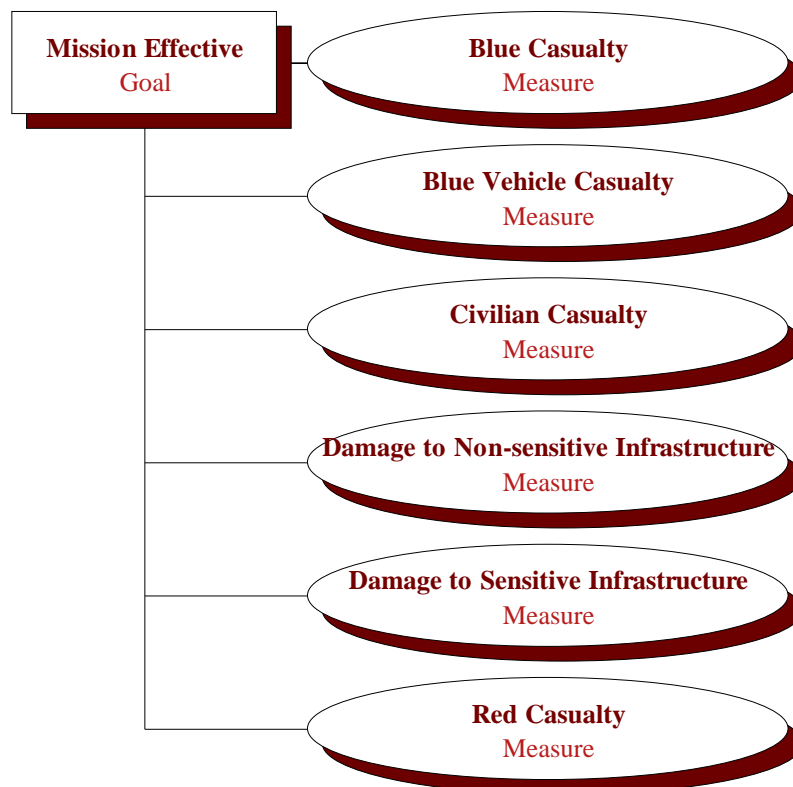 Mission Effective
Goal
Blue Casualty
Measure
Blue Vehicle Casualty
Measure
Civilian Casualty
Measure
Damage to Non-sensitive Infrastructure
Measure
Damage to Sensitive Infrastructure
Measure
Red Casualty
Measure